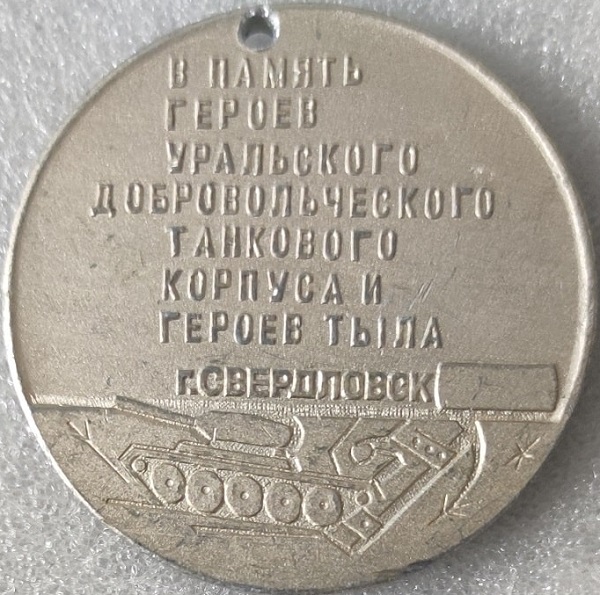 В ПАМЯТЬ
ГЕРОЕВ
УРАЛЬСКОГО
ДОБРОВОЛЬЧЕСКОГО
ТАНКОВОГО
КОРПУСА И
ГЕРОЕВ ТЫЛА
г.СВЕРДЛОВСК